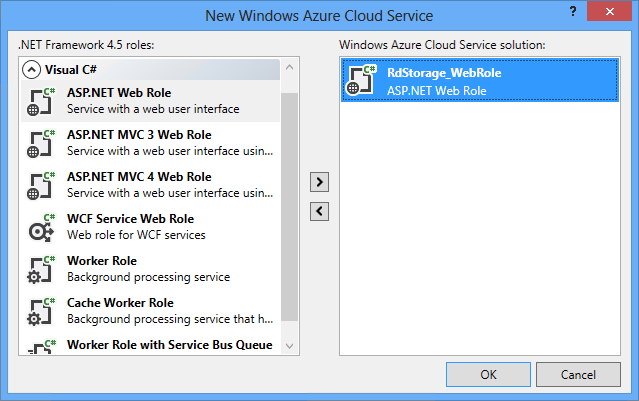 New Windows Azure Cloud Service
?
.NET Framework 4.5 roles:
Visual C#
C#
ASP.NET Web Role
Service with a web user interface
C#
ASP.NET MVC 3 Web Role
Service with a web user interface usin...
C#
ASP.NET MVC 4 Web Role
Service with a web user interface usin...
C#
WCF Service Web Role
Web role for WCF services
C#
Worker Role
Background processing service
C#
Cache Worker Role
Background processing service that h...
C#
Worker Role with Service Bus Queue
Windows Azure Cloud Service solution:
C#
RdStorage_WebRole
ASP.NET Web Role
OK
Cancel